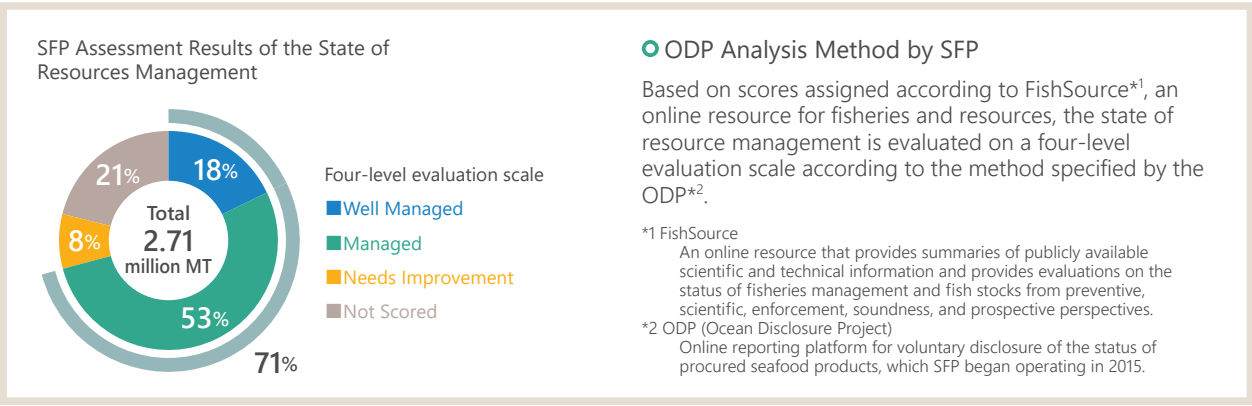 SFP Assessment Results of the State of
Resources Management
18%
21%
8%
53%
71%
Total
2.71
million MT
Four-level evaluation scale
Well Managed
Managed
Needs Improvement
Not Scored
ODP Analysis Method by SFP
Based on scores assigned according to FishSource*1, an
online resource for fisheries and resources, the state of
resource management is evaluated on a four-level
evaluation scale according to the method specified by the
ODP*2.
*1 FishSource
An online resource that provides summaries of publicly available
scientific and technical information and provides evaluations on the
status of fisheries management and fish stocks from preventive,
scientific, enforcement, soundness, and prospective perspectives.
*2 ODP (Ocean Disclosure Project)
Online reporting platform for voluntary disclosure of the status of
procured seafood products, which SFP began operating in 2015.